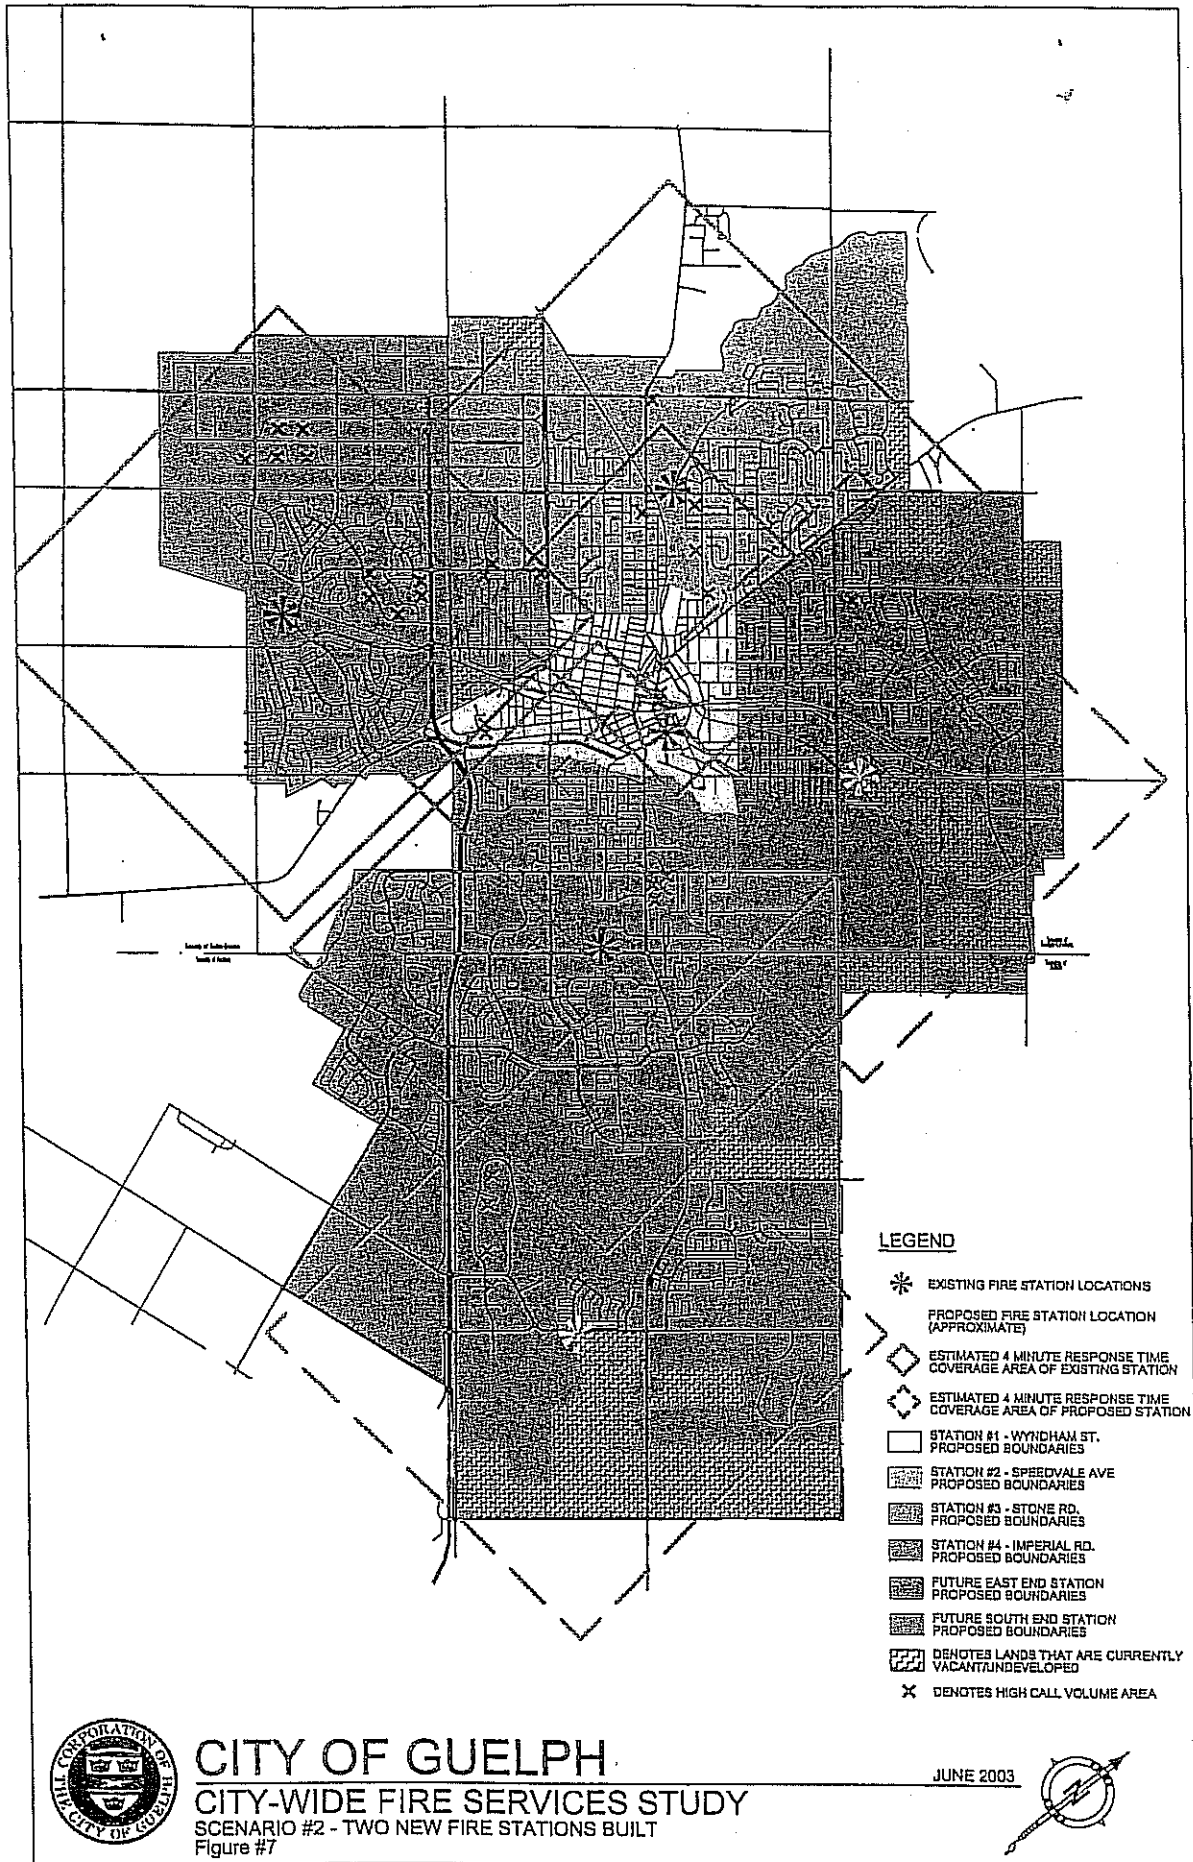 LEGEND
EXISTING FIRE STATION LOCATIONS
PROPOSED FIRE STATION LOCATION
(APPROXIMATE)
ESTIMATED 4 MINUTE RESPONSE TIME
COVERAGE AREA OF EXISTING STATION
ESTIMATED 4 MINUTE RESPONSE TIME
COVERAGE AREA OF PROPOSED STATION
STATION #1 - WYNDHAM ST.
PROPOSED BOUNDARIES
STATION #2 - SPEEDVALE AVE
PROPOSED BOUNDARIES
STATION #3 - STONE RD.
PROPOSED BOUNDARIES
STATION #4 - IMPERIAL RD.
PROPOSED BOUNDARIES
FUTURE EAST END STATION
PROPOSED BOUNDARIES
FUTURE SOUTH END STATION
PROPOSED BOUNDARIES
DENOTES LANDS THAT ARE CURRENTLY
VACANT/UNDEVELOPED
DENOTES HIGH CALL VOLUME AREA
CORPORATION OF
THE CITY OF GUELPH
CITY OF GUELPH
CITY-WIDE FIRE SERVICES STUDY
SCENARIO #2 - TWO NEW FIRE STATIONS BUILT
Figure #7
JUNE 2003